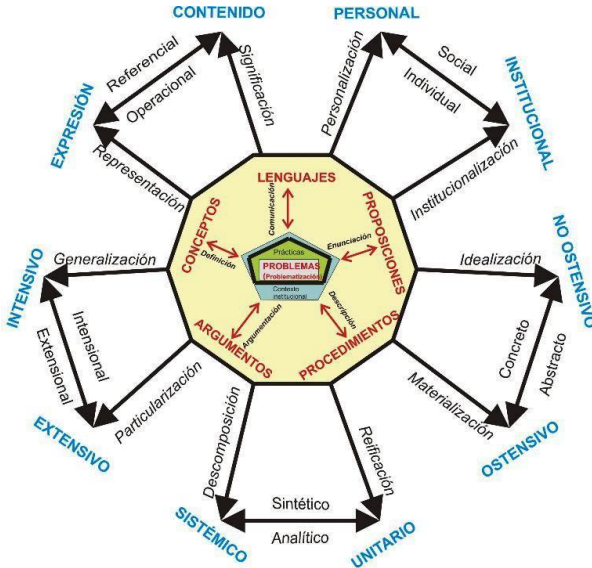 CONTENIDO
PERSONAL
EXPRESIÓN
Referencial
Operacional
Significación
Representación
Personalización
Social
Individual
INSTITUCIONAL
Institucionalización
LENGUAJES
CONCEPTOS
PROPOSICIONES
Comunicación
Definición
Enunciación
Prácticas
PROBLEMAS
(Problematización)
Contexto
institucional
Argumentación
Descripción
ARGUMENTOS
PROCEDIMIENTOS
INTENSIVO
Generalización
Intensional
Extensional
Particularización
EXTENSIVO
NO OSTENSIVO
Idealización
Concreto
Abstracto
Materialización
OSTENSIVO
Descomposición
Reificación
Sintético
Analítico
SISTÉMICO
UNITARIO